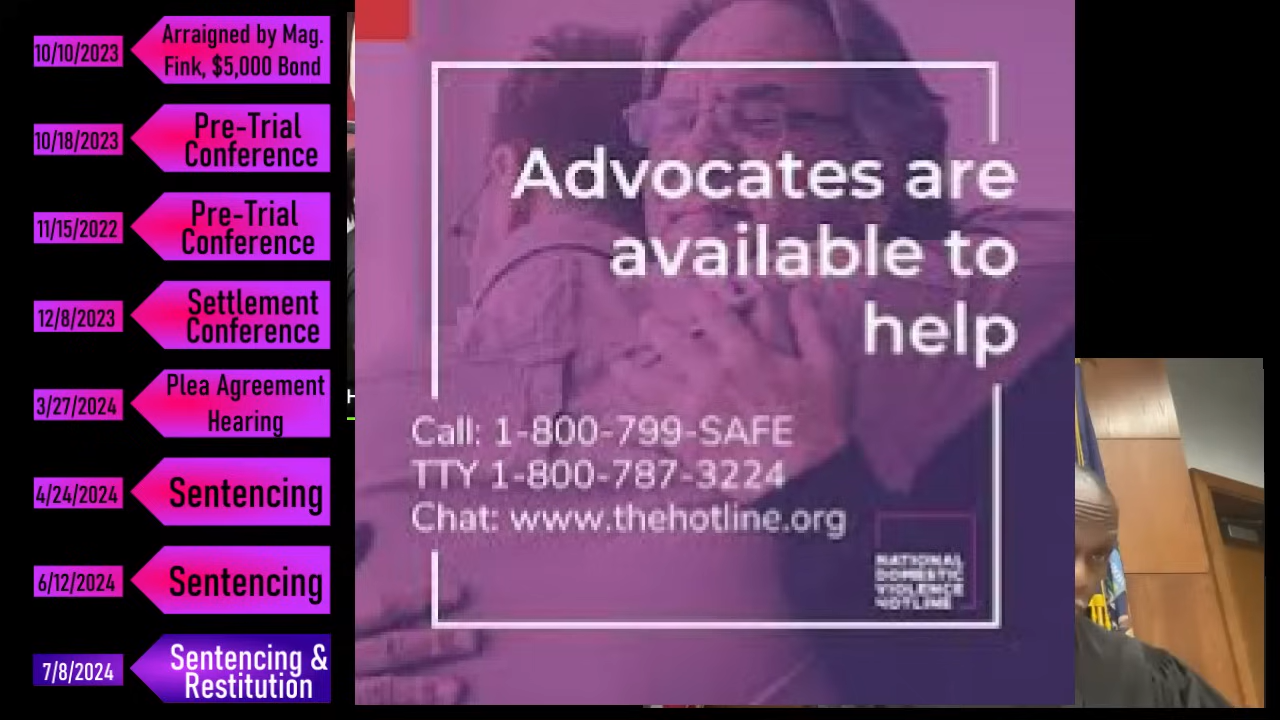 10/10/2023
Arraigned by Mag.
Fink, $5,000 Bond
10/18/2023
Pre-Trial
Conference
11/15/2022
Pre-Trial
Conference
12/8/2023
Settlement
Conference
3/27/2024
Plea Agreement
Hearing
4/24/2024
Sentencing
6/12/2024
Sentencing
7/8/2024
Sentencing &
Restitution
H
Advocates are
available to
help
Call: 1-800-799-SAFE
TTY 1-800-787-3224
Chat: www.thehotline.org
NATIONAL
DOMESTIC
VIOLENCE
HOTLINE